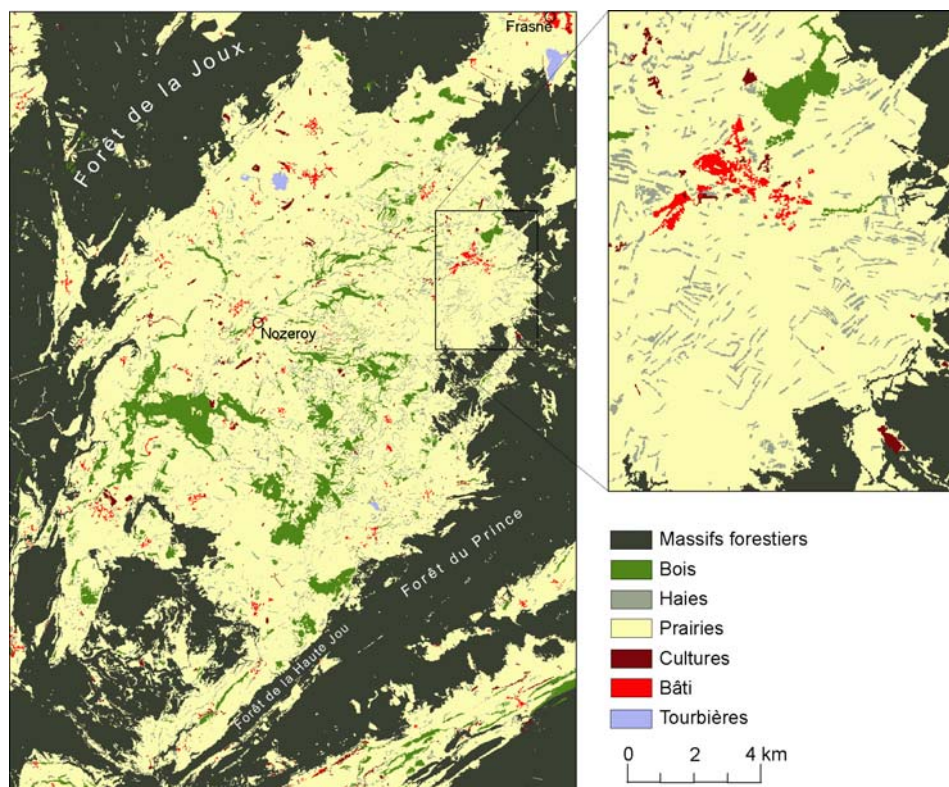 Frasne
Forêt de la Joux
Nozeroy
Forêt du Prince
Forêt de la Haute Jou
Massifs forestiers
Bois
Haies
Prairies
Cultures
Bâti
Tourbières
0 2 4 km